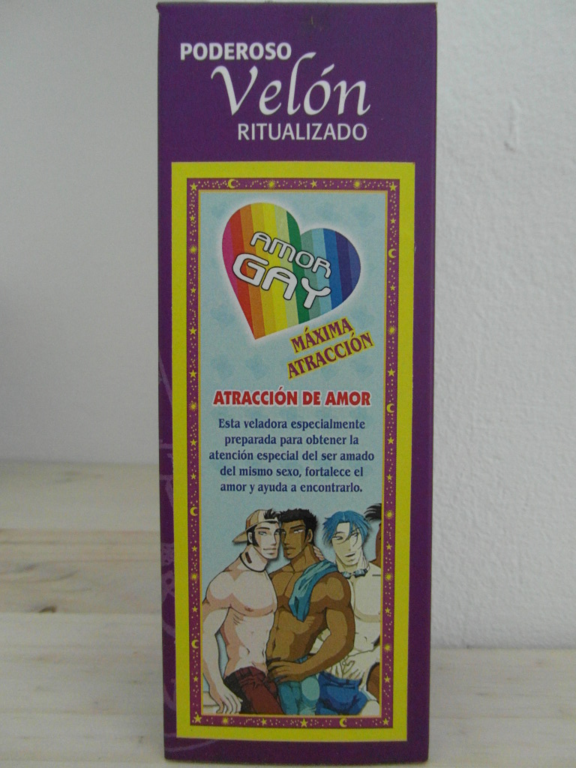 PODEROSO
Velón
RITUALIZADO
AMOR
GAY
MÁXIMA
ATRACCIÓN
ATRACCIÓN DE AMOR
Esta veladora especialmente
preparada para obtener la
atención especial del ser amado
del mismo sexo, fortalece el
amor y ayuda a encontrarlo.